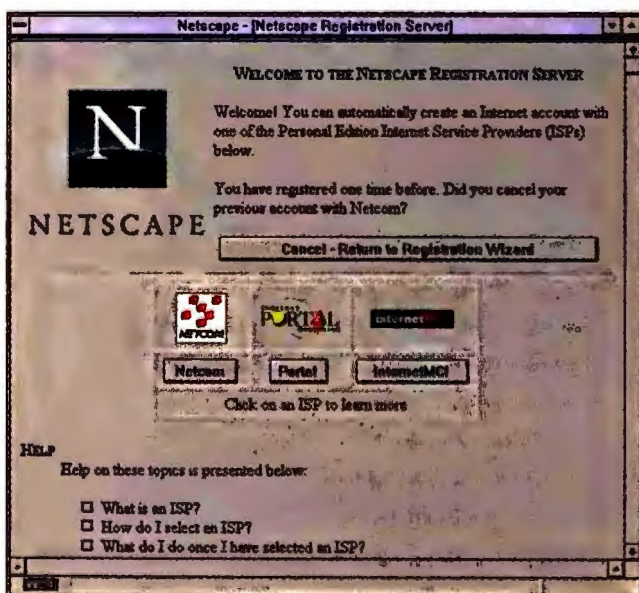 Netscape - [Netscape Registration Server]
WELCOME TO THE NETSCAPE REGISTRATION SERVER
N
NETSCAPE
Welcome! You can automatically create an Internet account with
one of the Personal Edition Internet Service Providers (ISPs)
below.
You have registered one time before. Did you cancel your
previous account with Netcom?
Cancel - Return to Registration Wizard
NETCOM
PORTAL
internetMCI
Netcom
Portal
InternetMCI
Click on an ISP to learn more
HELP
Help on these topics is presented below:
What is an ISP?
How do I select an ISP?
What do I do once I have selected an ISP?